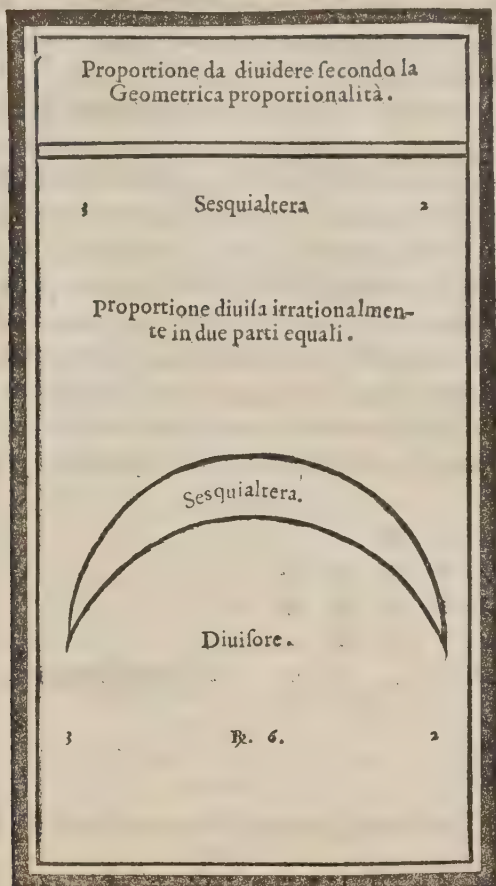 Proportione da diuidere ſecondo la
Geometrica proportionalità.
3 Seſquialtera 2
Proportione diuiſa irrationalmen-
te in due parti equali.
Seſquialtera.
Diuiſore.
3 ℞. 6. 2